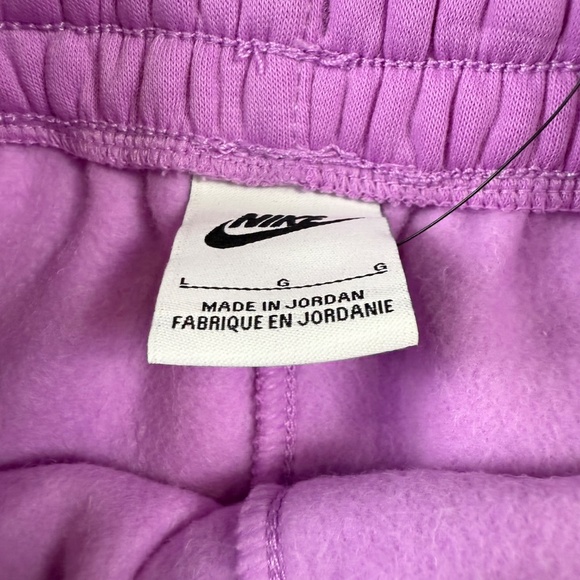 NIKE
L G G
MADE IN JORDAN
FABRIQUE EN JORDANIE